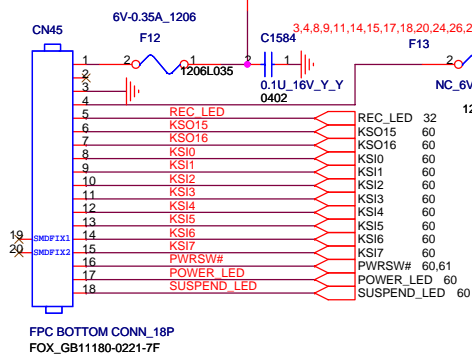 CN45
6V-0.35A_1206
F12
1206L035
C1584
0.1U_16V_Y_Y
0402
3,4,8,9,11,14,15,17,18,20,24,26,2
F13
NC_6V
12
2 1
2 1
2
1
2
3
4
5 REC_LED REC_LED 32
6 KSO15 KSO15 60
7 KSO16 KSO16 60
8 KSI0 KSI0 60
9 KSI1 KSI1 60
10 KSI2 KSI2 60
11 KSI3 KSI3 60
12 KSI4 KSI4 60
13 KSI5 KSI5 60
14 KSI6 KSI6 60
15 KSI7 KSI7 60
16 PWRSW# PWRSW# 60,61
17 POWER_LED POWER_LED 60
18 SUSPEND_LED SUSPEND_LED 60
19 SMDFIX1
20 SMDFIX2
FPC BOTTOM CONN_18P
FOX_GB11180-0221-7F